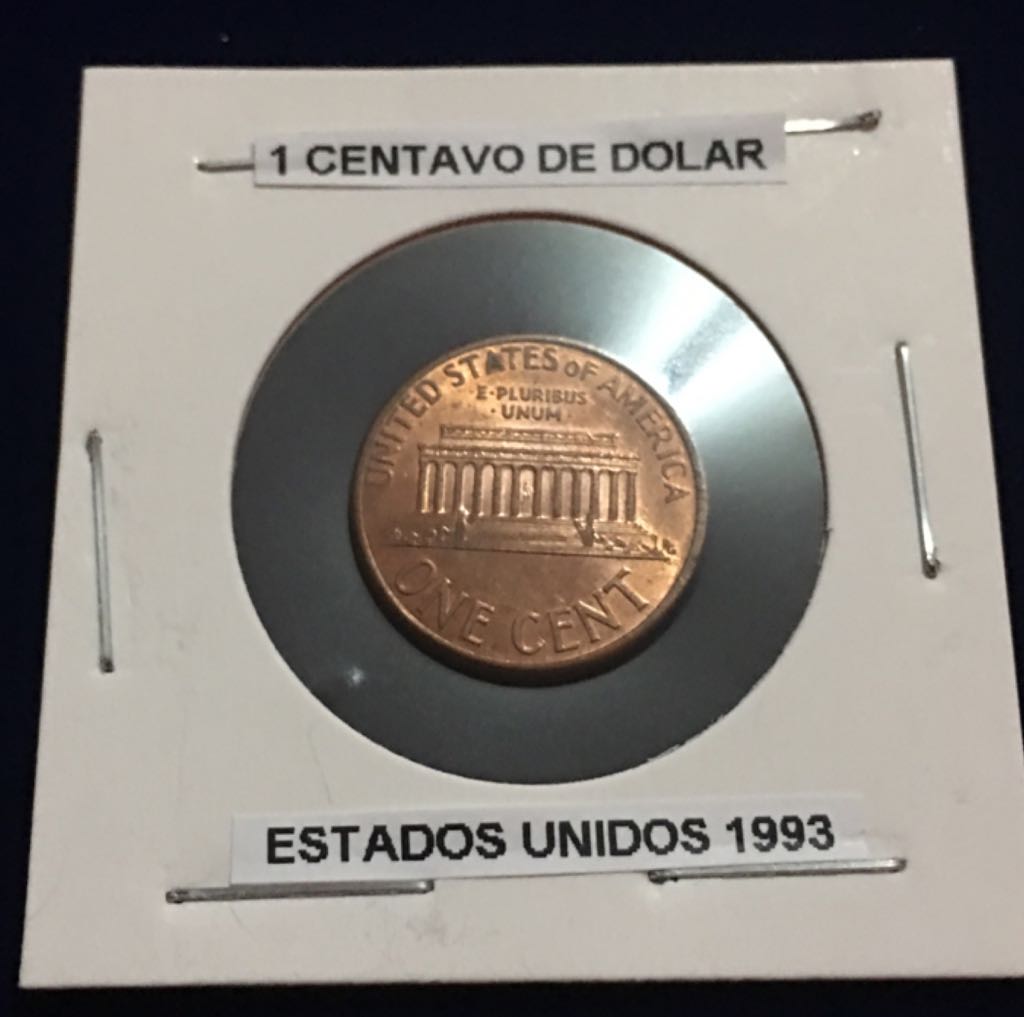 1 CENTAVO DE DOLAR
UNITED STATES OF AMERICA
E·PLURIBUS
·UNUM·
ONE CENT
ESTADOS UNIDOS 1993